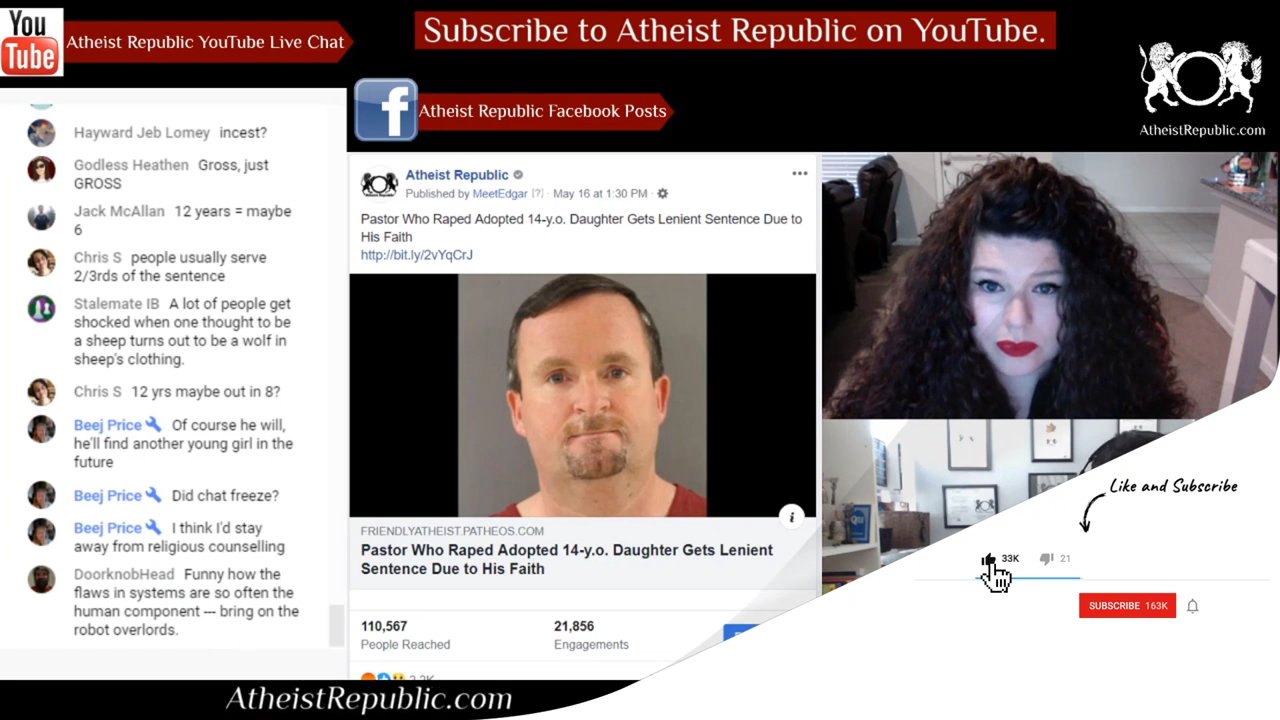 You
Tube
Atheist Republic YouTube Live Chat
Subscribe to Atheist Republic on YouTube.
AtheistRepublic.com
f
Atheist Republic Facebook Posts
Hayward Jeb Lomey incest?
Godless Heathen Gross, just
GROSS
Jack McAllan 12 years = maybe
6
Chris S people usually serve
2/3rds of the sentence
Stalemate IB A lot of people get
shocked when one thought to be
a sheep turns out to be a wolf in
sheep's clothing.
Chris S 12 yrs maybe out in 8?
Beej Price Of course he will,
he'll find another young girl in the
future
Beej Price Did chat freeze?
Beej Price I think I'd stay
away from religious counselling
DoorknobHead Funny how the
flaws in systems are so often the
human component --- bring on the
robot overlords.
Atheist Republic
Published by MeetEdgar [?] · May 16 at 1:30 PM ·
Pastor Who Raped Adopted 14-y.o. Daughter Gets Lenient Sentence Due to
His Faith
http://bit.ly/2vYqCrJ
i
FRIENDLYATHEIST.PATHEOS.COM
Pastor Who Raped Adopted 14-y.o. Daughter Gets Lenient
Sentence Due to His Faith
110,567
People Reached
21,856
Engagements
Like and Subscribe
33K
21
SUBSCRIBE 163K
AtheistRepublic.com